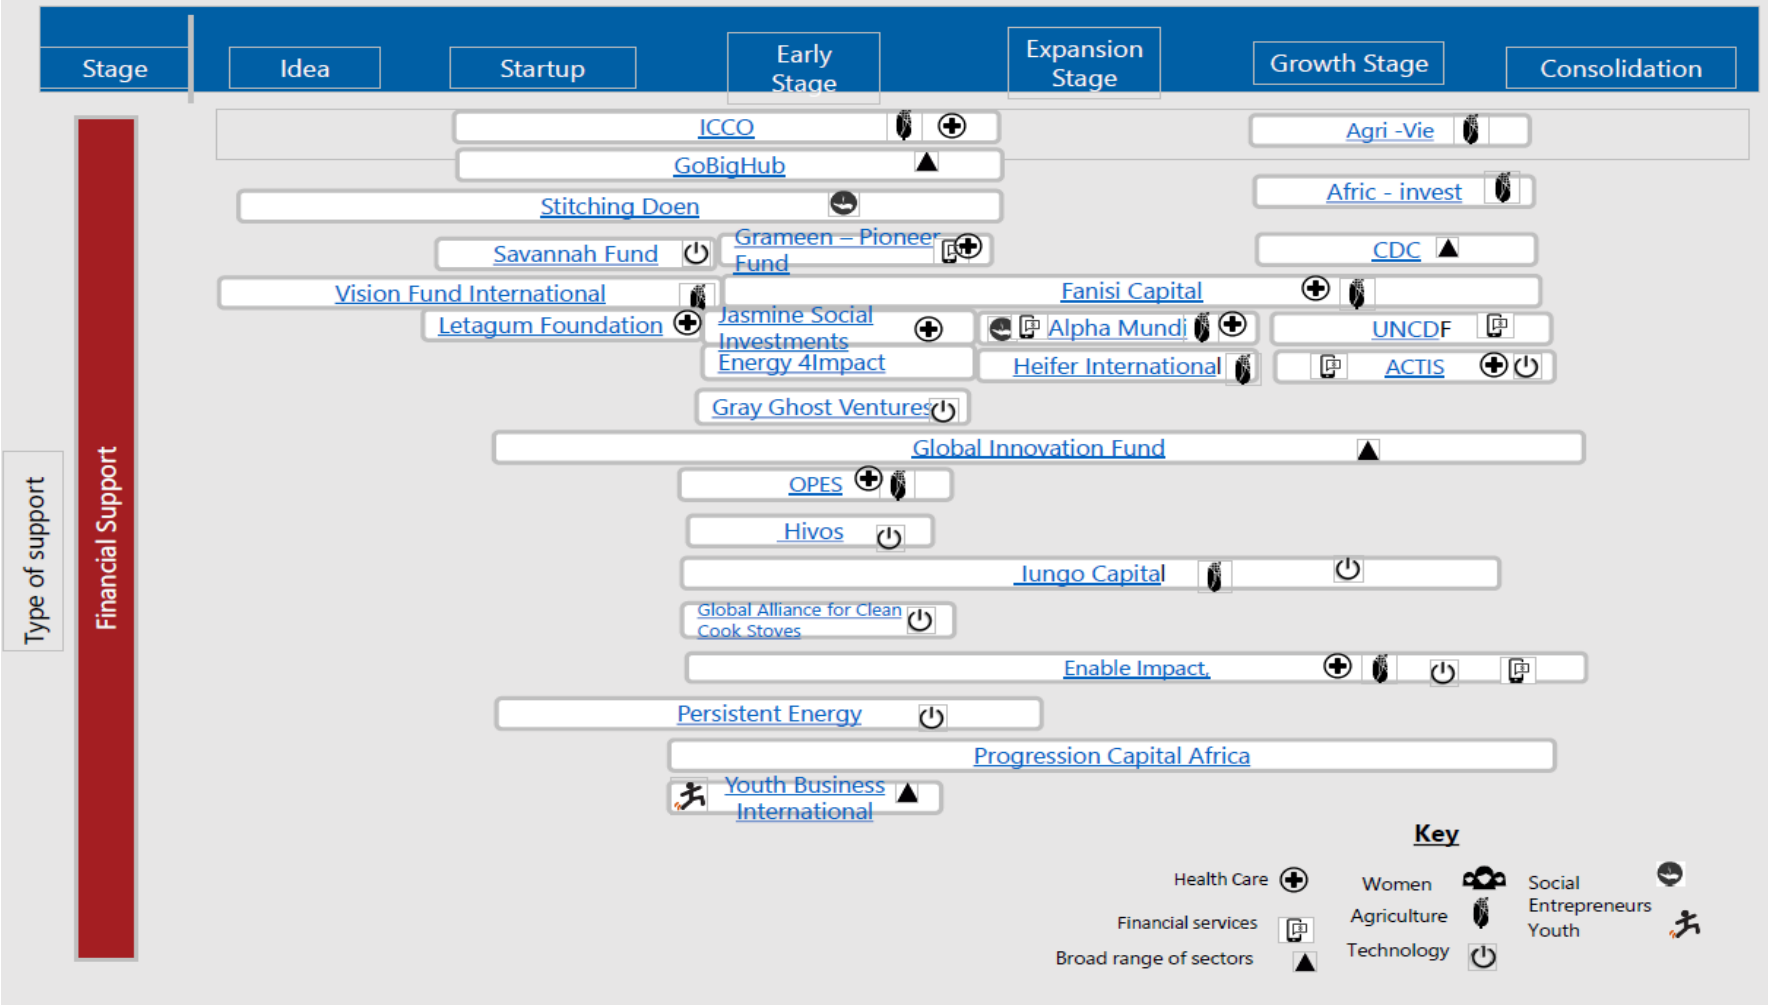 Stage
Idea
Startup
Early
Stage
Expansion
Stage
Growth Stage
Consolidation
Type of support
Financial Support
ICCO
Agri -Vie
GoBigHub
Afric - invest
Stitching Doen
Savannah Fund
Grameen – Pioneer
Fund
CDC
Vision Fund International
Fanisi Capital
Letagum Foundation
Jasmine Social
Investments
Alpha Mundi
UNCDF
Energy 4Impact
Heifer International
ACTIS
Gray Ghost Ventures
Global Innovation Fund
OPES
Hivos
Iungo Capital
Global Alliance for Clean
Cook Stoves
Enable Impact,
Persistent Energy
Progression Capital Africa
Youth Business
International
Key
Health Care
Women
Social
Entrepreneurs
Financial services
Agriculture
Youth
Broad range of sectors
Technology